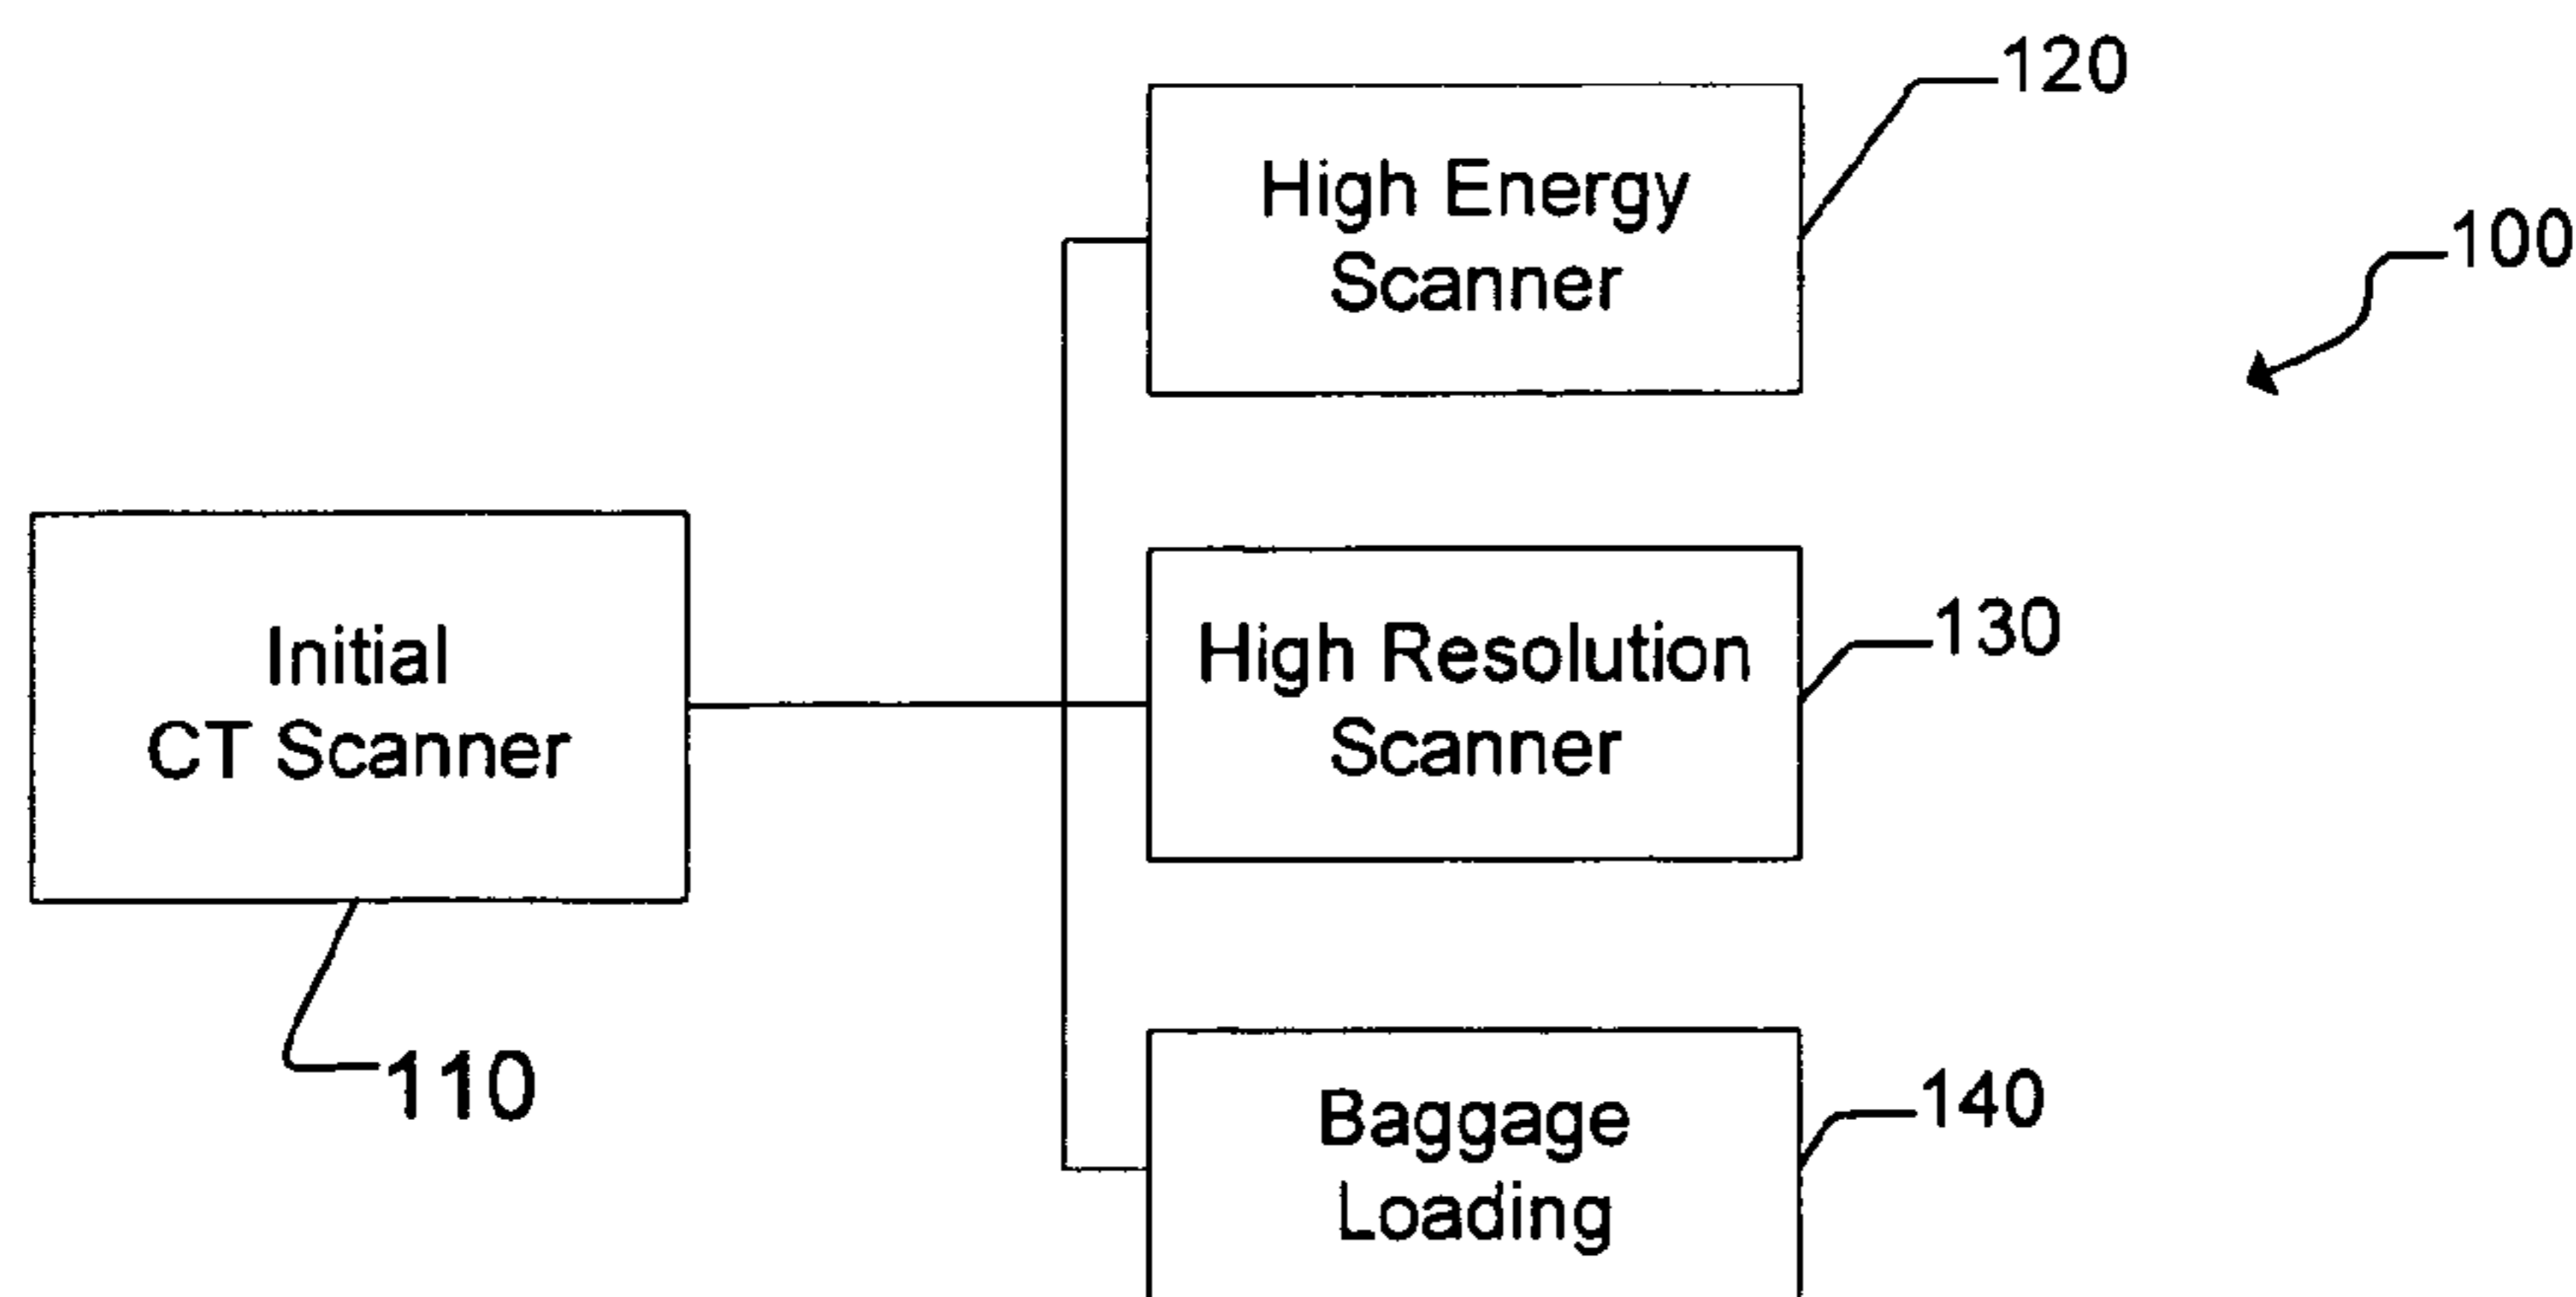 120
High Energy
Scanner
100
Initial
CT Scanner
110
High Resolution
Scanner
130
Baggage
Loading
140